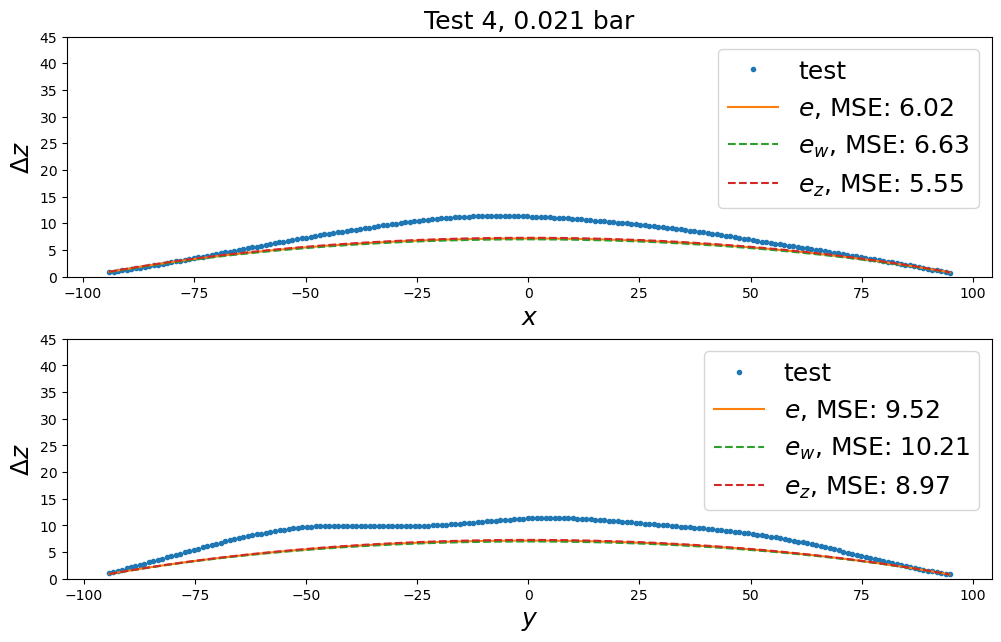 Test 4, 0.021 bar
45
40
35
30
25
20
15
10
5
0
Δz
test
e, MSE: 6.02
e_w, MSE: 6.63
e_z, MSE: 5.55
−100 −75 −50 −25 0 25 50 75 100
x
45
40
35
30
25
20
15
10
5
0
Δz
test
e, MSE: 9.52
e_w, MSE: 10.21
e_z, MSE: 8.97
−100 −75 −50 −25 0 25 50 75 100
y